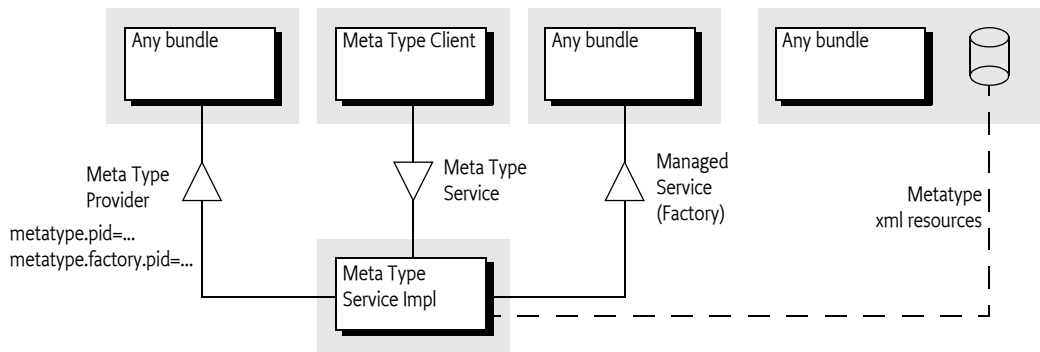 Any bundle
Meta Type Client
Any bundle
Any bundle
Meta Type
Provider
metatype.pid=...
metatype.factory.pid=...
Meta Type
Service
Managed
Service
(Factory)
Metatype
xml resources
Meta Type
Service Impl